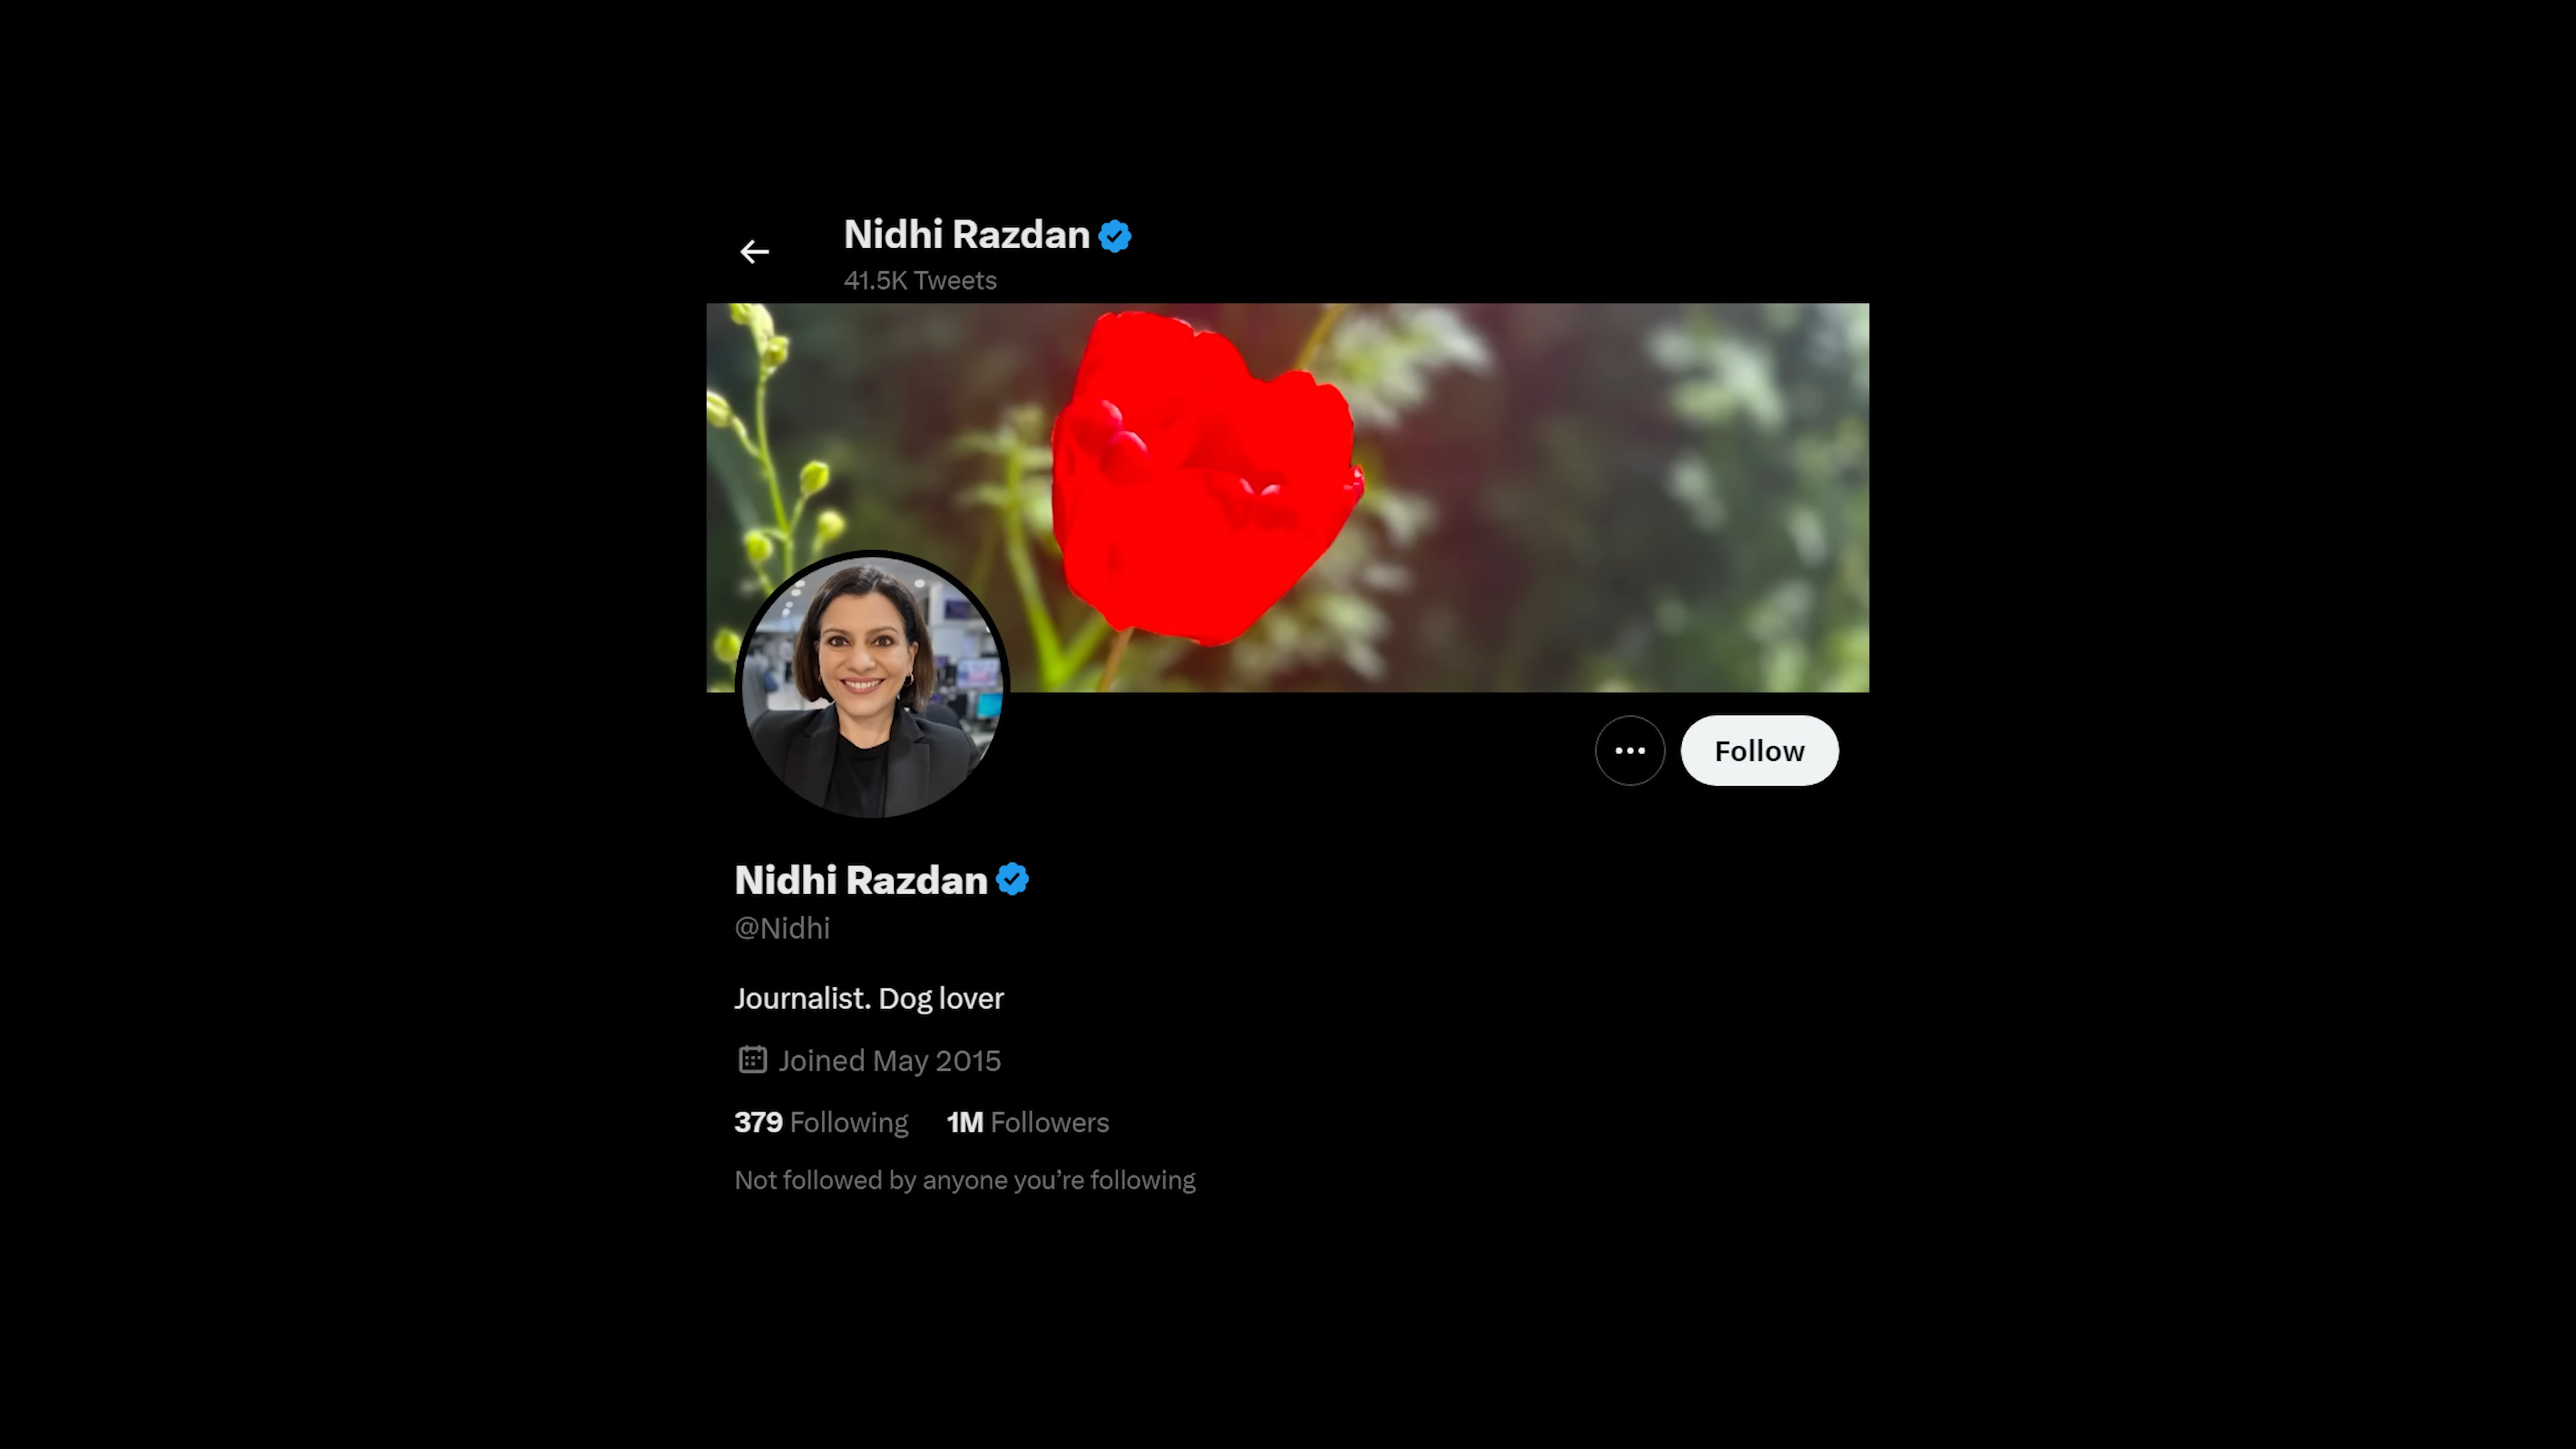 Nidhi Razdan
41.5K Tweets
Follow
Nidhi Razdan
@Nidhi
Journalist. Dog lover
Joined May 2015
379 Following 1M Followers
Not followed by anyone you’re following